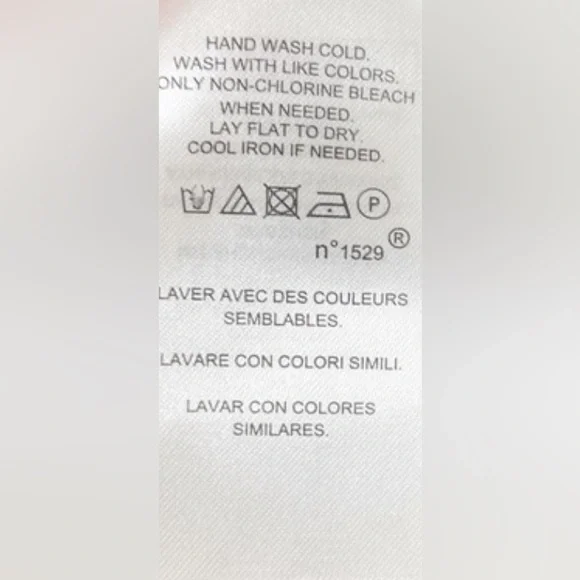 HAND WASH COLD.
WASH WITH LIKE COLORS.
ONLY NON-CHLORINE BLEACH
WHEN NEEDED.
LAY FLAT TO DRY.
COOL IRON IF NEEDED.
P
n°1529®
LAVER AVEC DES COULEURS
SEMBLABLES.
LAVARE CON COLORI SIMILI.
LAVAR CON COLORES
SIMILARES.